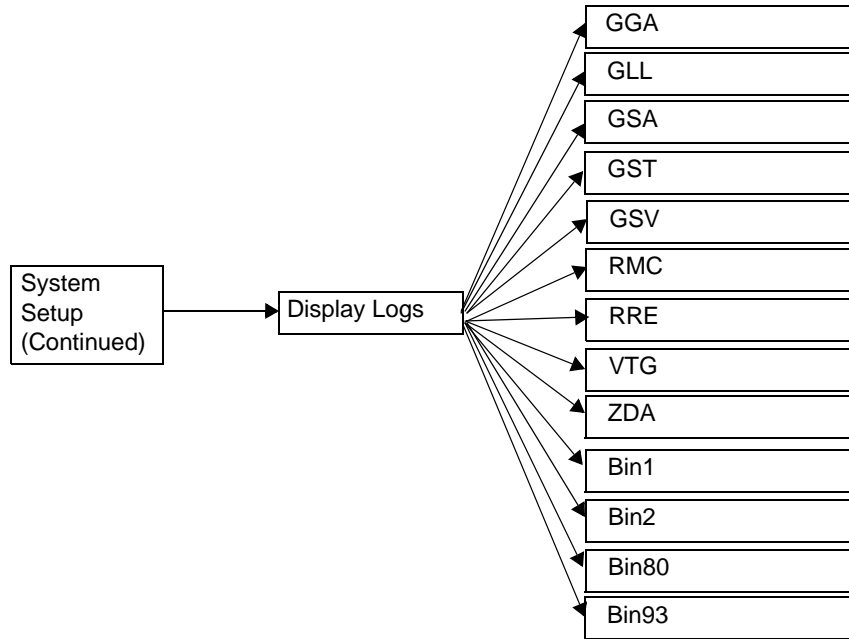 System
Setup
(Continued)
Display Logs
GGA
GLL
GSA
GST
GSV
RMC
RRE
VTG
ZDA
Bin1
Bin2
Bin80
Bin93